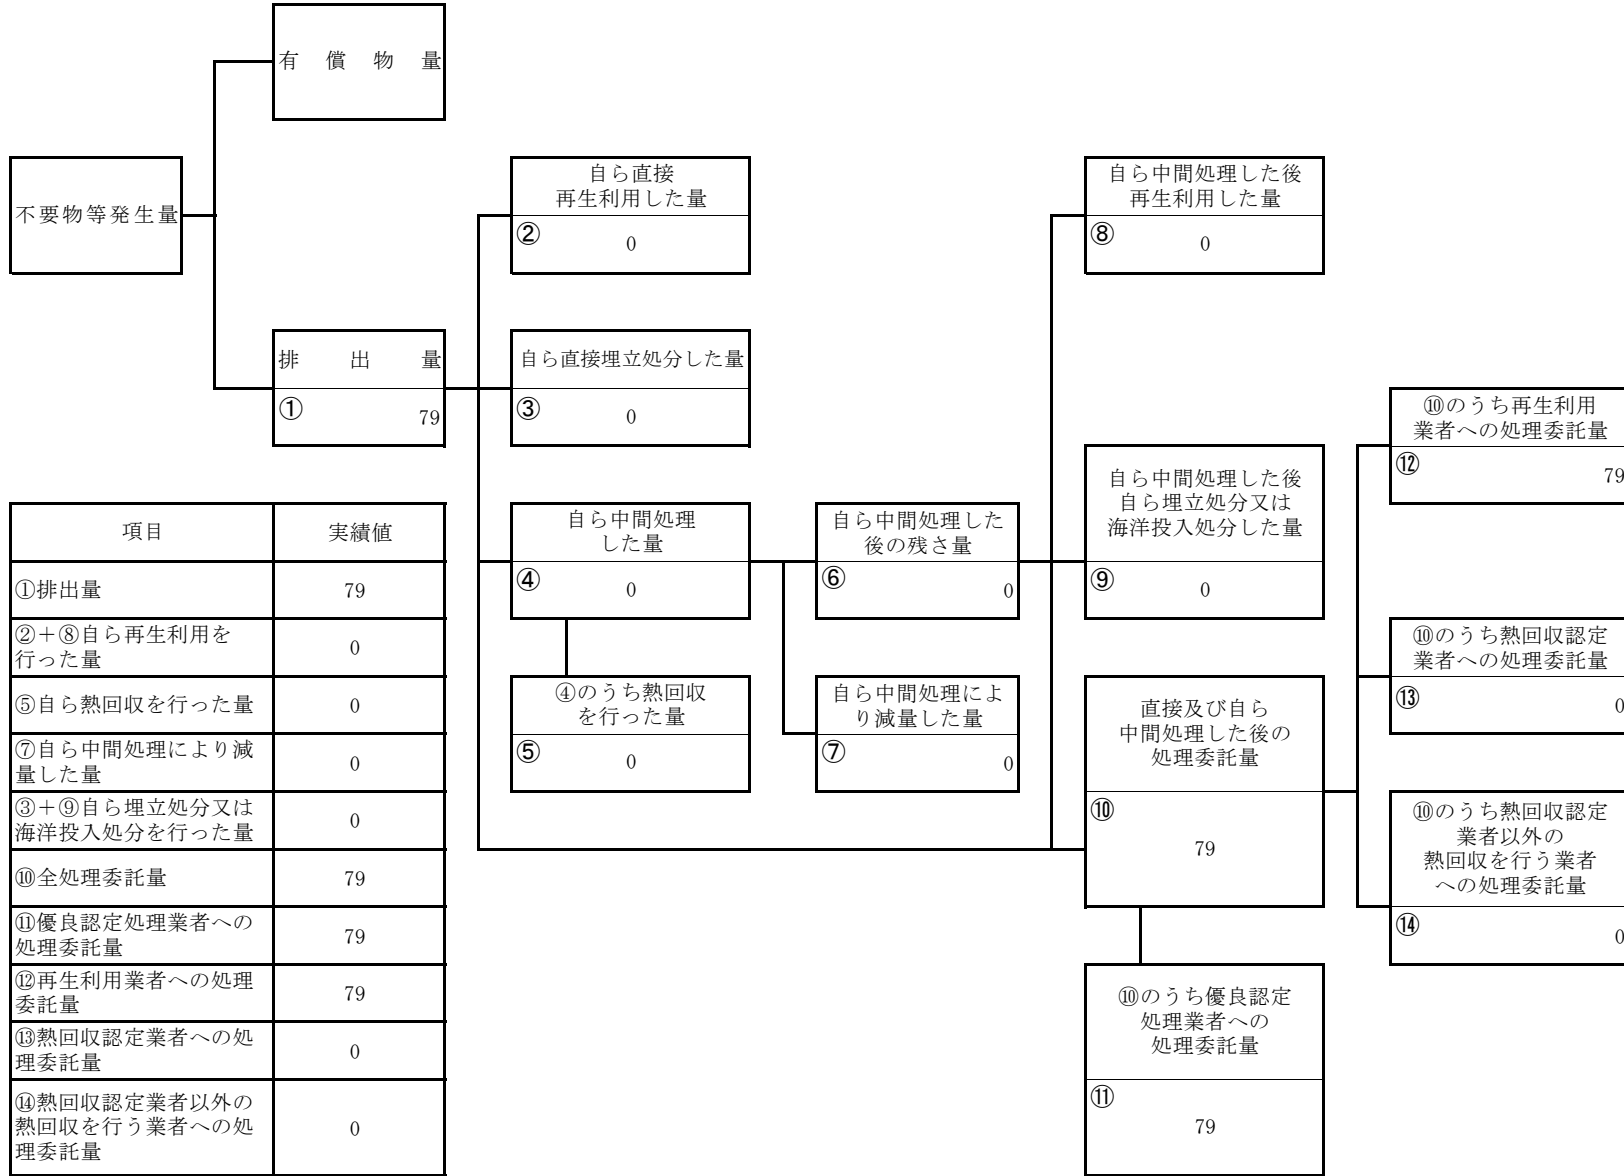 有償物量
不要物等発生量
排出量
① 79
自ら直接
再生利用した量
② 0
自ら直接埋立処分した量
③ 0
自ら中間処理
した量
④ 0
④のうち熱回収
を行った量
⑤ 0
自ら中間処理した
後の残さ量
⑥ 0
自ら中間処理によ
り減量した量
⑦ 0
自ら中間処理した後
再生利用した量
⑧ 0
自ら中間処理した後
自ら埋立処分又は
海洋投入処分した量
⑨ 0
直接及び自ら
中間処理した後の
処理委託量
⑩
79
⑩のうち優良認定
処理業者への
処理委託量
⑪
79
⑩のうち再生利用
業者への処理委託量
⑫ 79
⑩のうち熱回収認定
業者への処理委託量
⑬ 0
⑩のうち熱回収認定
業者以外の
熱回収を行う業者
への処理委託量
⑭ 0
項目 実績値
①排出量 79
②＋⑧自ら再生利用を
行った量 0
⑤自ら熱回収を行った量 0
⑦自ら中間処理により減
量した量 0
③＋⑨自ら埋立処分又は
海洋投入処分を行った量 0
⑩全処理委託量 79
⑪優良認定処理業者への
処理委託量 79
⑫再生利用業者への処理
委託量 79
⑬熱回収認定業者への処
理委託量 0
⑭熱回収認定業者以外の
熱回収を行う業者への処
理委託量 0